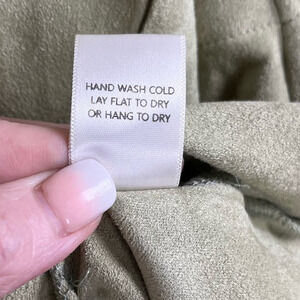 HAND WASH COLD
LAY FLAT TO DRY
OR HANG TO DRY